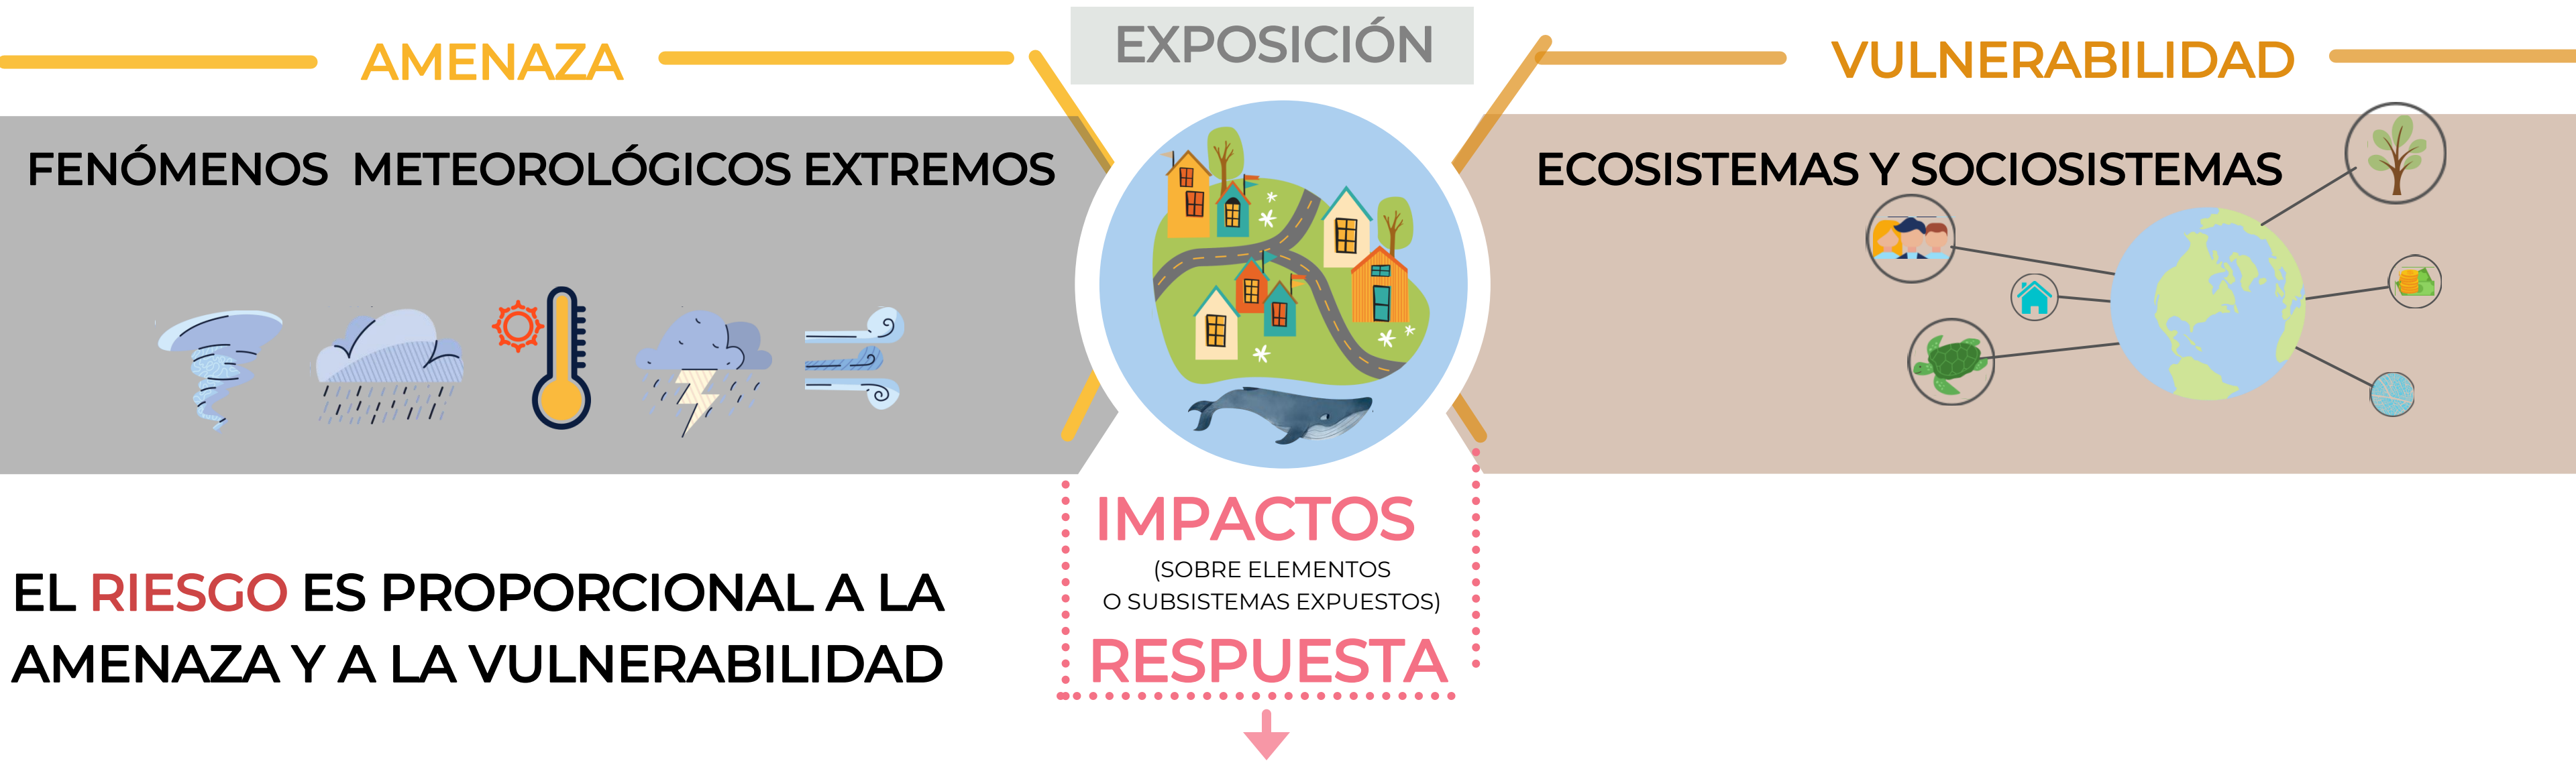 AMENAZA
EXPOSICIÓN
VULNERABILIDAD
FENÓMENOS METEOROLÓGICOS EXTREMOS
ECOSISTEMAS Y SOCIOSISTEMAS
IMPACTOS
(SOBRE ELEMENTOS
O SUBSISTEMAS EXPUESTOS)
RESPUESTA
EL RIESGO ES PROPORCIONAL A LA
AMENAZA Y A LA VULNERABILIDAD